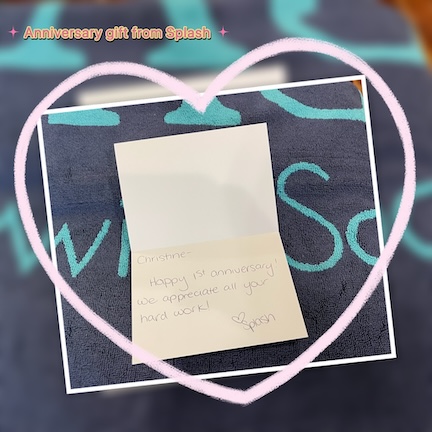 Anniversary gift from Splash
Christine-
Happy 1st anniversary!
we appreciate all your
hard work!
♡Splash